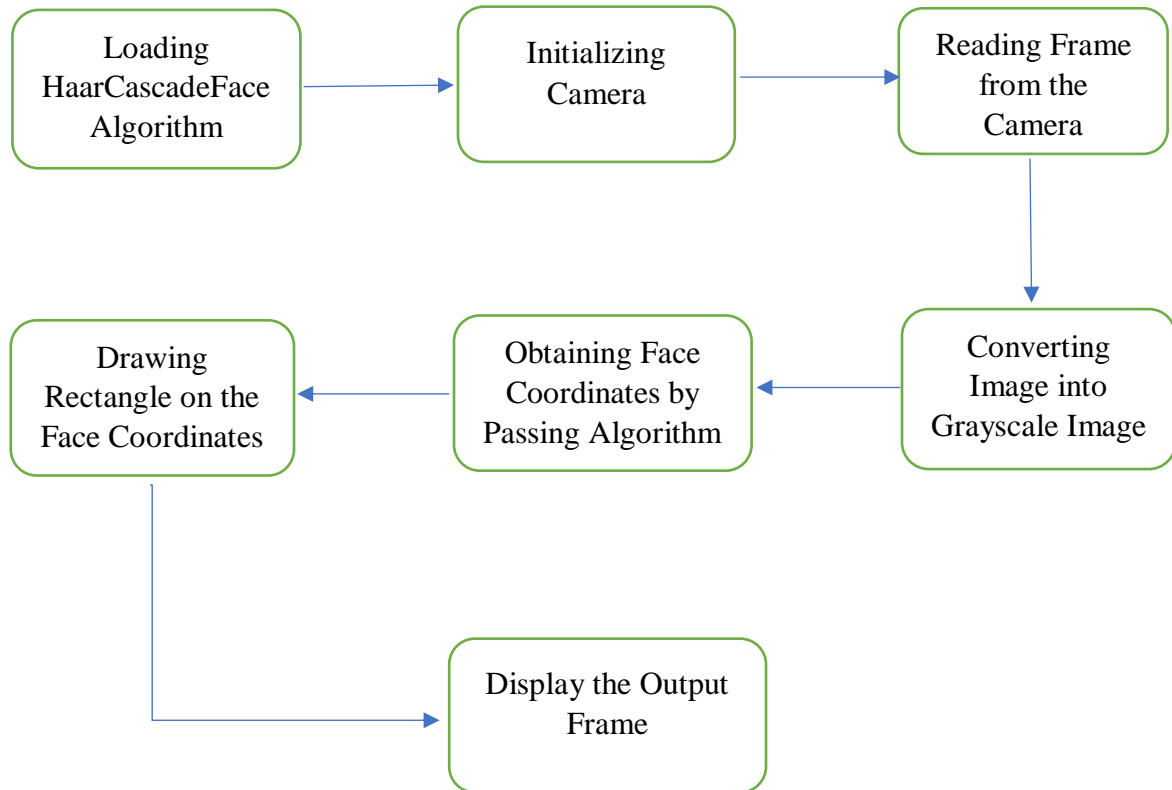 Loading
HaarCascadeFace
Algorithm
Initializing
Camera
Reading Frame
from the
Camera
Converting
Image into
Grayscale Image
Obtaining Face
Coordinates by
Passing Algorithm
Drawing
Rectangle on the
Face Coordinates
Display the Output
Frame